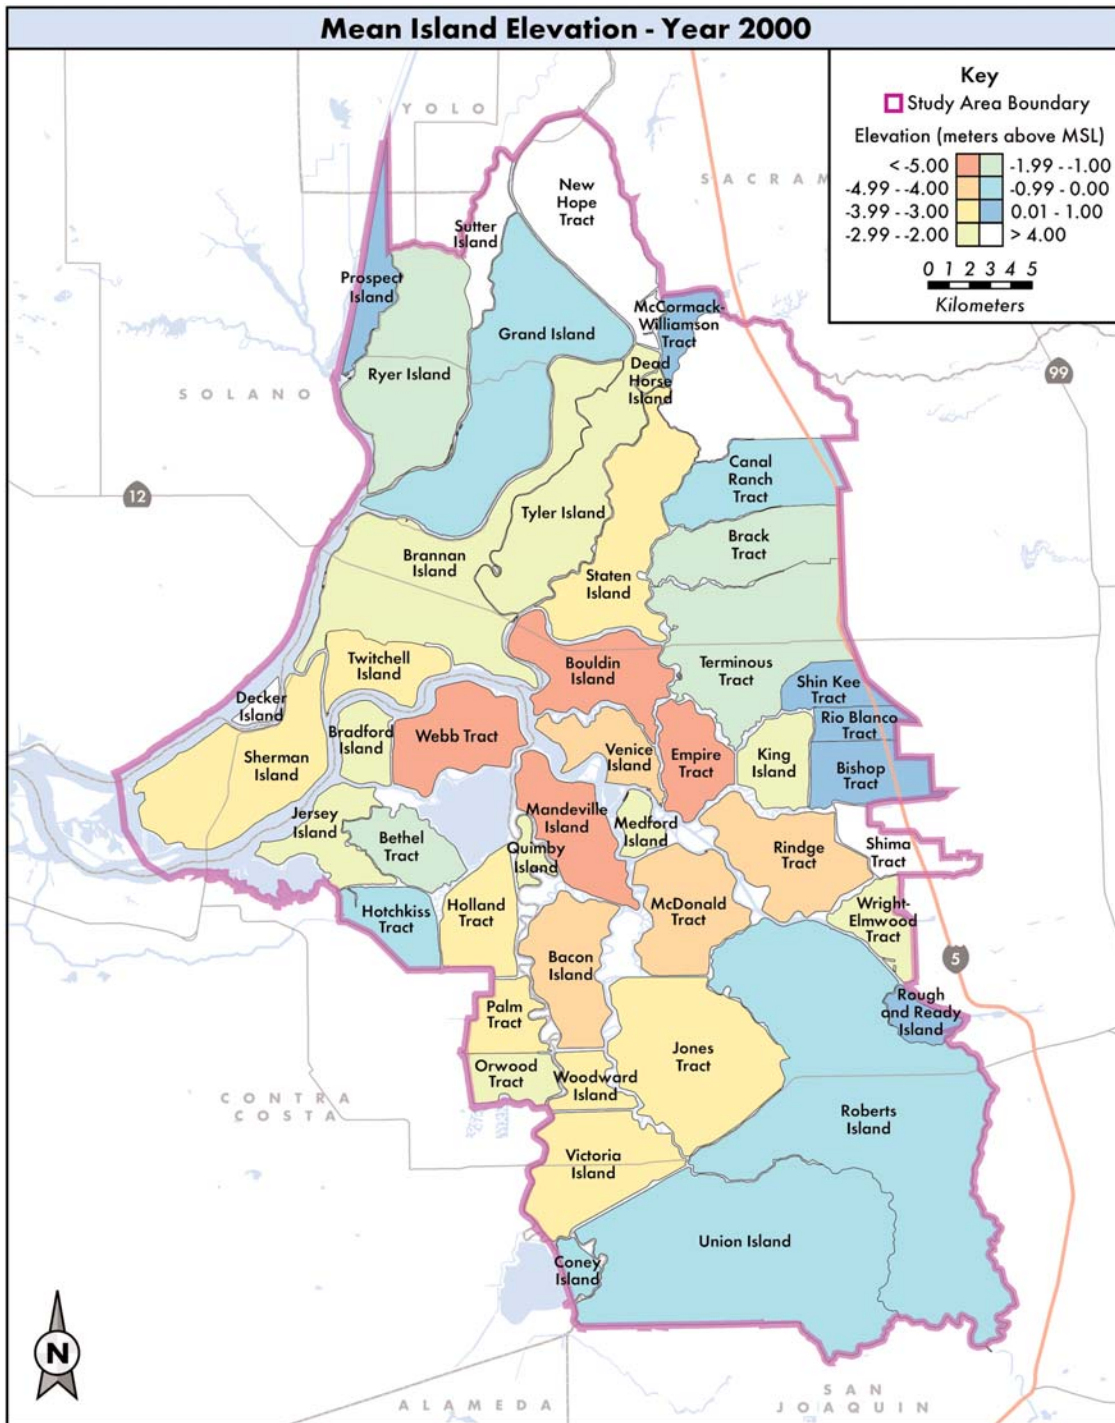 Mean Island Elevation - Year 2000
Key
Study Area Boundary
Elevation (meters above MSL)
< -5.00
-1.99 - -1.00
-4.99 - -4.00
-0.99 - 0.00
-3.99 - -3.00
0.01 - 1.00
-2.99 - -2.00
> 4.00
0 1 2 3 4 5
Kilometers
YOLO
SACRAM
New
Hope
Tract
Sutter
Island
Prospect
Island
Grand Island
McCormack-
Williamson
Tract
Ryer Island
Dead
Horse
Island
SOLANO
99
12
Canal
Ranch
Tract
Tyler Island
Brack
Tract
Brannan
Island
Staten
Island
Twitchell
Island
Bouldin
Island
Terminous
Tract
Shin Kee
Tract
Decker
Island
Rio Blanco
Tract
Bradford
Island
Webb Tract
Venice
Island
Empire
Tract
King
Island
Bishop
Tract
Sherman
Island
Jersey
Island
Mandeville
Island
Medford
Island
Bethel
Tract
Quimby
Island
Rindge
Tract
Shima
Tract
Hotchkiss
Tract
Holland
Tract
McDonald
Tract
Wright-
Elmwood
Tract
Bacon
Island
5
Palm
Tract
Rough
and Ready
Island
Orwood
Tract
Woodward
Island
Jones
Tract
CONTRA
COSTA
Roberts
Island
Victoria
Island
Union Island
Coney
Island
N
ALAMEDA
SAN
JOAQUIN